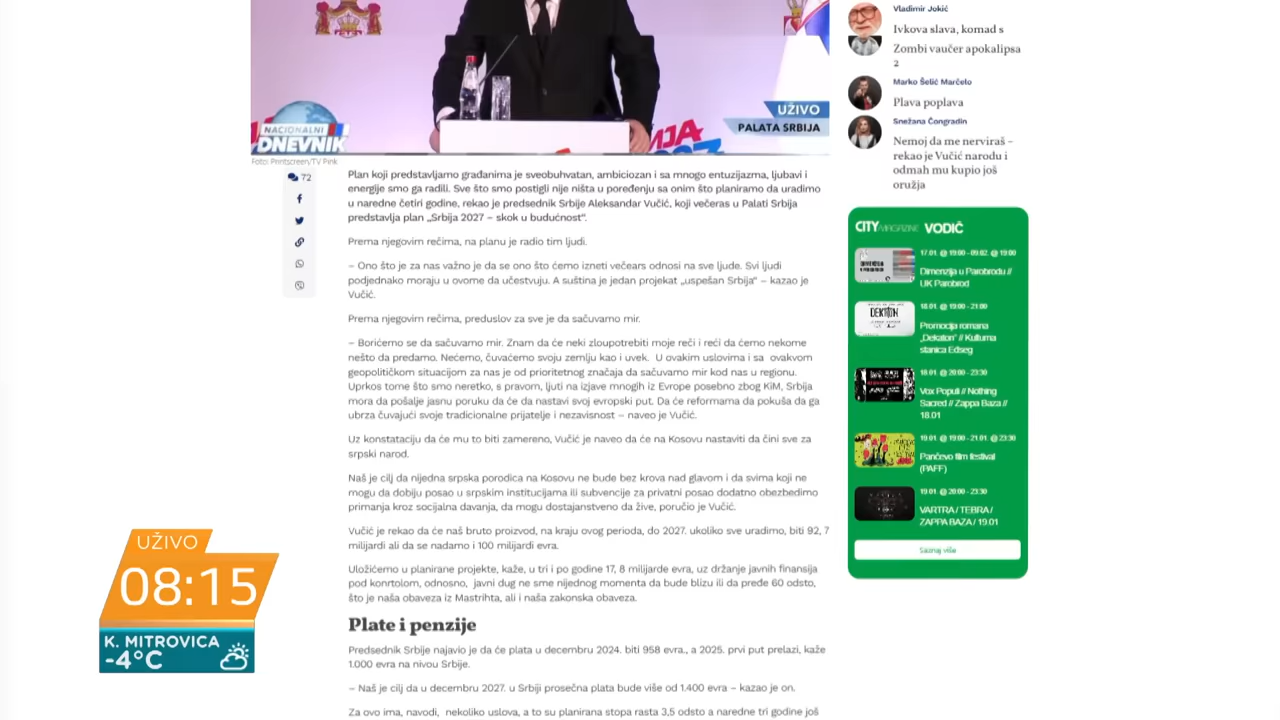 UŽIVO
PALATA SRBIJA
NACIONALNI
DNEVNIK
Foto: Printscreen/TV Pink
72
Plan koji predstavljamo građanima je sveobuhvatan, ambiciozan i sa mnogo entuzijazma, ljubavi i
energije smo ga radili. Sve što smo postigli nije ništa u poređenju sa onim što planiramo da uradimo
u naredne četiri godine, rekao je predsednik Srbije Aleksandar Vučić, koji večeras u Palati Srbija
predstavlja plan „Srbija 2027 – skok u budućnost“.
Prema njegovim rečima, na planu je radio tim ljudi.
– Ono što je za nas važno je da se ono što ćemo izneti večears odnosi na sve ljude. Svi ljudi
podjednako moraju u ovome da učestvuju. A suština je jedan projekat „uspešan Srbija“ – kazao je
Vučić.
Prema njegovim rečima, preduslov za sve je da sačuvamo mir.
– Borićemo se da sačuvamo mir. Znam da će neki zloupotrebiti moje reči i reći da ćemo nekome
nešto da predamo. Nećemo, čuvaćemo svoju zemlju kao i uvek. U ovakim uslovima i sa ovakvom
geopolitičkom situacijom za nas je od prioritetnog značaja da sačuvamo mir kod nas u regionu.
Uprkos tome što smo neretko, s pravom, ljuti na izjave mnogih iz Evrope posebno zbog KiM, Srbija
mora da pošalje jasnu poruku da će da nastavi svoj evropski put. Da će reformama da pokuša da ga
ubrza čuvajući svoje tradicionalne prijatelje i nezavisnost – naveo je Vučić.
Uz konstataciju da će mu to biti zamereno, Vučić je naveo da će na Kosovu nastaviti da čini sve za
srpski narod.
Naš je cilj da nijedna srpska porodica na Kosovu ne bude bez krova nad glavom i da svima koji ne
mogu da dobiju posao u srpskim institucijama ili subvencije za privatni posao dodatno obezbedimo
primanja kroz socijalna davanja, da mogu dostajanstveno da žive, poručio je Vučić.
Vučić je rekao da će naš bruto proizvod, na kraju ovog perioda, do 2027. ukoliko sve uradimo, biti 92, 7
milijardi ali da se nadamo i 100 milijardi evra.
Uložićemo u planirane projekte, kaže, u tri i po godine 17, 8 milijarde evra, uz držanje javnih finansija
pod konrtolom, odnosno, javni dug ne sme nijednog momenta da bude blizu ili da pređe 60 odsto,
što je naša obaveza iz Mastrihta, ali i naša zakonska obaveza.
Plate i penzije
Predsednik Srbije najavio je da će plata u decembru 2024. biti 958 evra., a 2025. prvi put prelazi, kaže
1.000 evra na nivou Srbije.
– Naš je cilj da u decembru 2027. u Srbiji prosečna plata bude više od 1.400 evra – kazao je on.
Za ovo ima, navodi, nekoliko uslova, a to su planirana stopa rasta 3,5 odsto a naredne tri godine još
Vladimir Jokić
Ivkova slava, komad s
Zombi vaučer apokalipsa
2
Marko Šelić Marčelo
Plava poplava
Snežana Čongradin
Nemoj da me nerviraš –
rekao je Vučić narodu i
odmah mu kupio još
oružja
CITY MAGAZINE VODIČ
17.01. @ 19:00 - 09.02. @ 19:00
Dimenzija u Parobrodu //
UK Parobrod
18.01. @ 19:00 - 21:00
Promocija romana
„Dekaton“ // Kulturna
stanica Eđšeg
18.01. @ 20:00 - 23:30
Vox Populi // Nothing
Sacred // Zappa Baza //
18.01
19.01. @ 19:00 - 21.01. @ 23:30
Pančevo film festival
(PAFF)
19.01. @ 20:00 - 23:30
VARTRA / TEBRA /
ZAPPA BAZA / 19.01
Saznaj više
UŽIVO
08:15
K. MITROVICA
-4°C